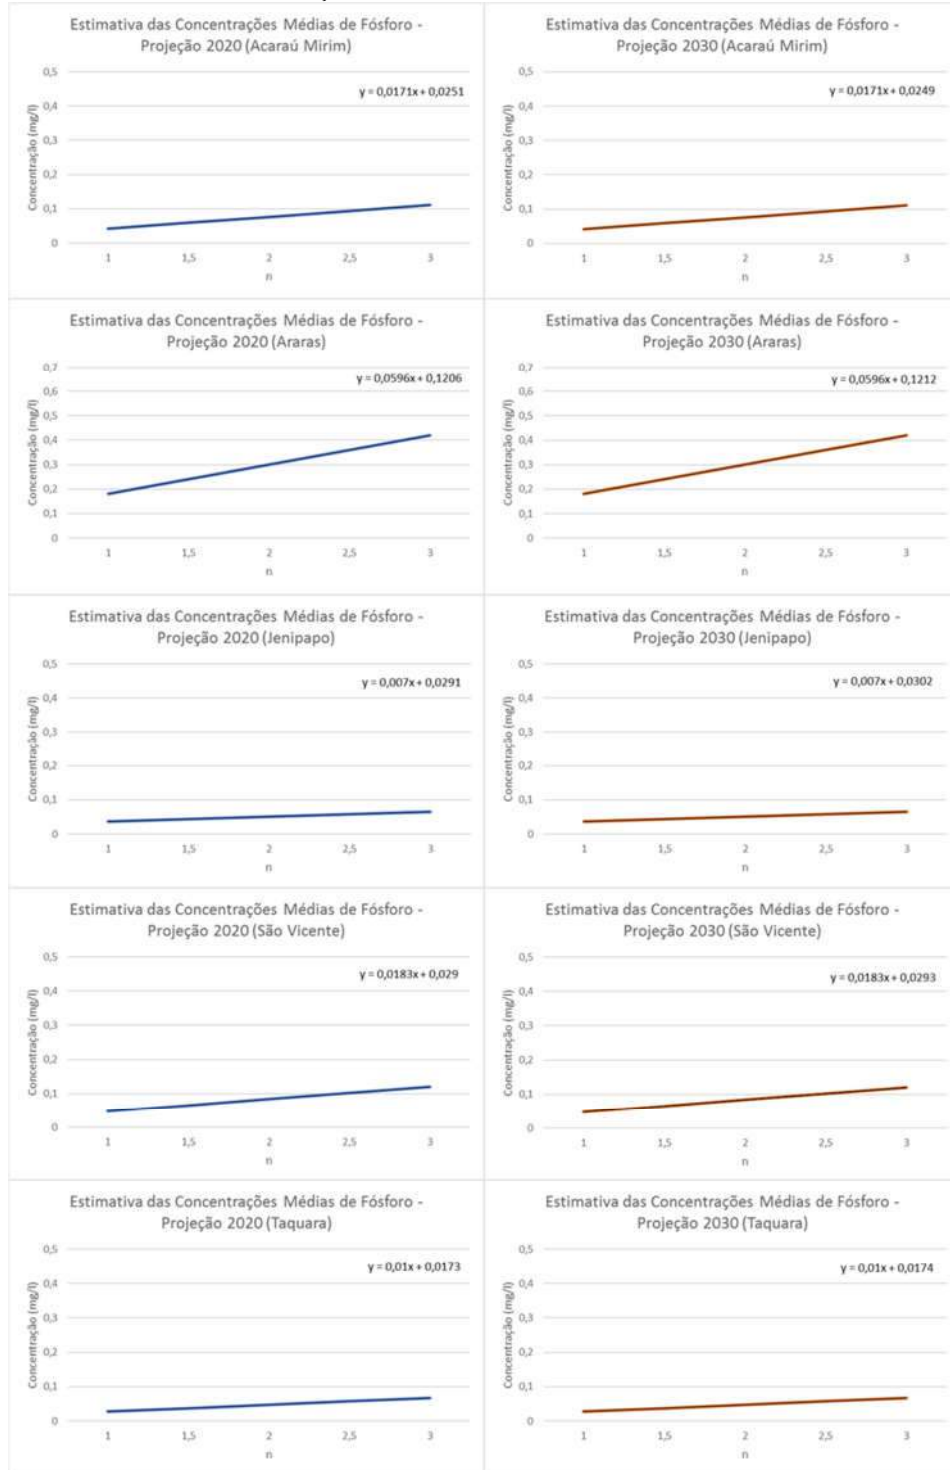 Estimativa das Concentrações Médias de Fósforo -
Projeção 2020 (Acaraú Mirim)
y = 0,0171x + 0,0251
Concentração (mg/l)
0,5
0,4
0,3
0,2
0,1
0
1 1,5 2 2,5 3
n
Estimativa das Concentrações Médias de Fósforo -
Projeção 2030 (Acaraú Mirim)
y = 0,0171x + 0,0249
Concentração (mg/l)
0,5
0,4
0,3
0,2
0,1
0
1 1,5 2 2,5 3
n
Estimativa das Concentrações Médias de Fósforo -
Projeção 2020 (Araras)
y = 0,0596x + 0,1206
Concentração (mg/l)
0,7
0,6
0,5
0,4
0,3
0,2
0,1
0
1 1,5 2 2,5 3
n
Estimativa das Concentrações Médias de Fósforo -
Projeção 2030 (Araras)
y = 0,0596x + 0,1212
Concentração (mg/l)
0,7
0,6
0,5
0,4
0,3
0,2
0,1
0
1 1,5 2 2,5 3
n
Estimativa das Concentrações Médias de Fósforo -
Projeção 2020 (Jenipapo)
y = 0,007x + 0,0291
Concentração (mg/l)
0,5
0,4
0,3
0,2
0,1
0
1 1,5 2 2,5 3
n
Estimativa das Concentrações Médias de Fósforo -
Projeção 2030 (Jenipapo)
y = 0,007x + 0,0302
Concentração (mg/l)
0,5
0,4
0,3
0,2
0,1
0
1 1,5 2 2,5 3
n
Estimativa das Concentrações Médias de Fósforo -
Projeção 2020 (São Vicente)
y = 0,0183x + 0,029
Concentração (mg/l)
0,5
0,4
0,3
0,2
0,1
0
1 1,5 2 2,5 3
n
Estimativa das Concentrações Médias de Fósforo -
Projeção 2030 (São Vicente)
y = 0,0183x + 0,0293
Concentração (mg/l)
0,5
0,4
0,3
0,2
0,1
0
1 1,5 2 2,5 3
n
Estimativa das Concentrações Médias de Fósforo -
Projeção 2020 (Taquara)
y = 0,01x + 0,0173
Concentração (mg/l)
0,5
0,4
0,3
0,2
0,1
0
1 1,5 2 2,5 3
n
Estimativa das Concentrações Médias de Fósforo -
Projeção 2030 (Taquara)
y = 0,01x + 0,0174
Concentração (mg/l)
0,5
0,4
0,3
0,2
0,1
0
1 1,5 2 2,5 3
n